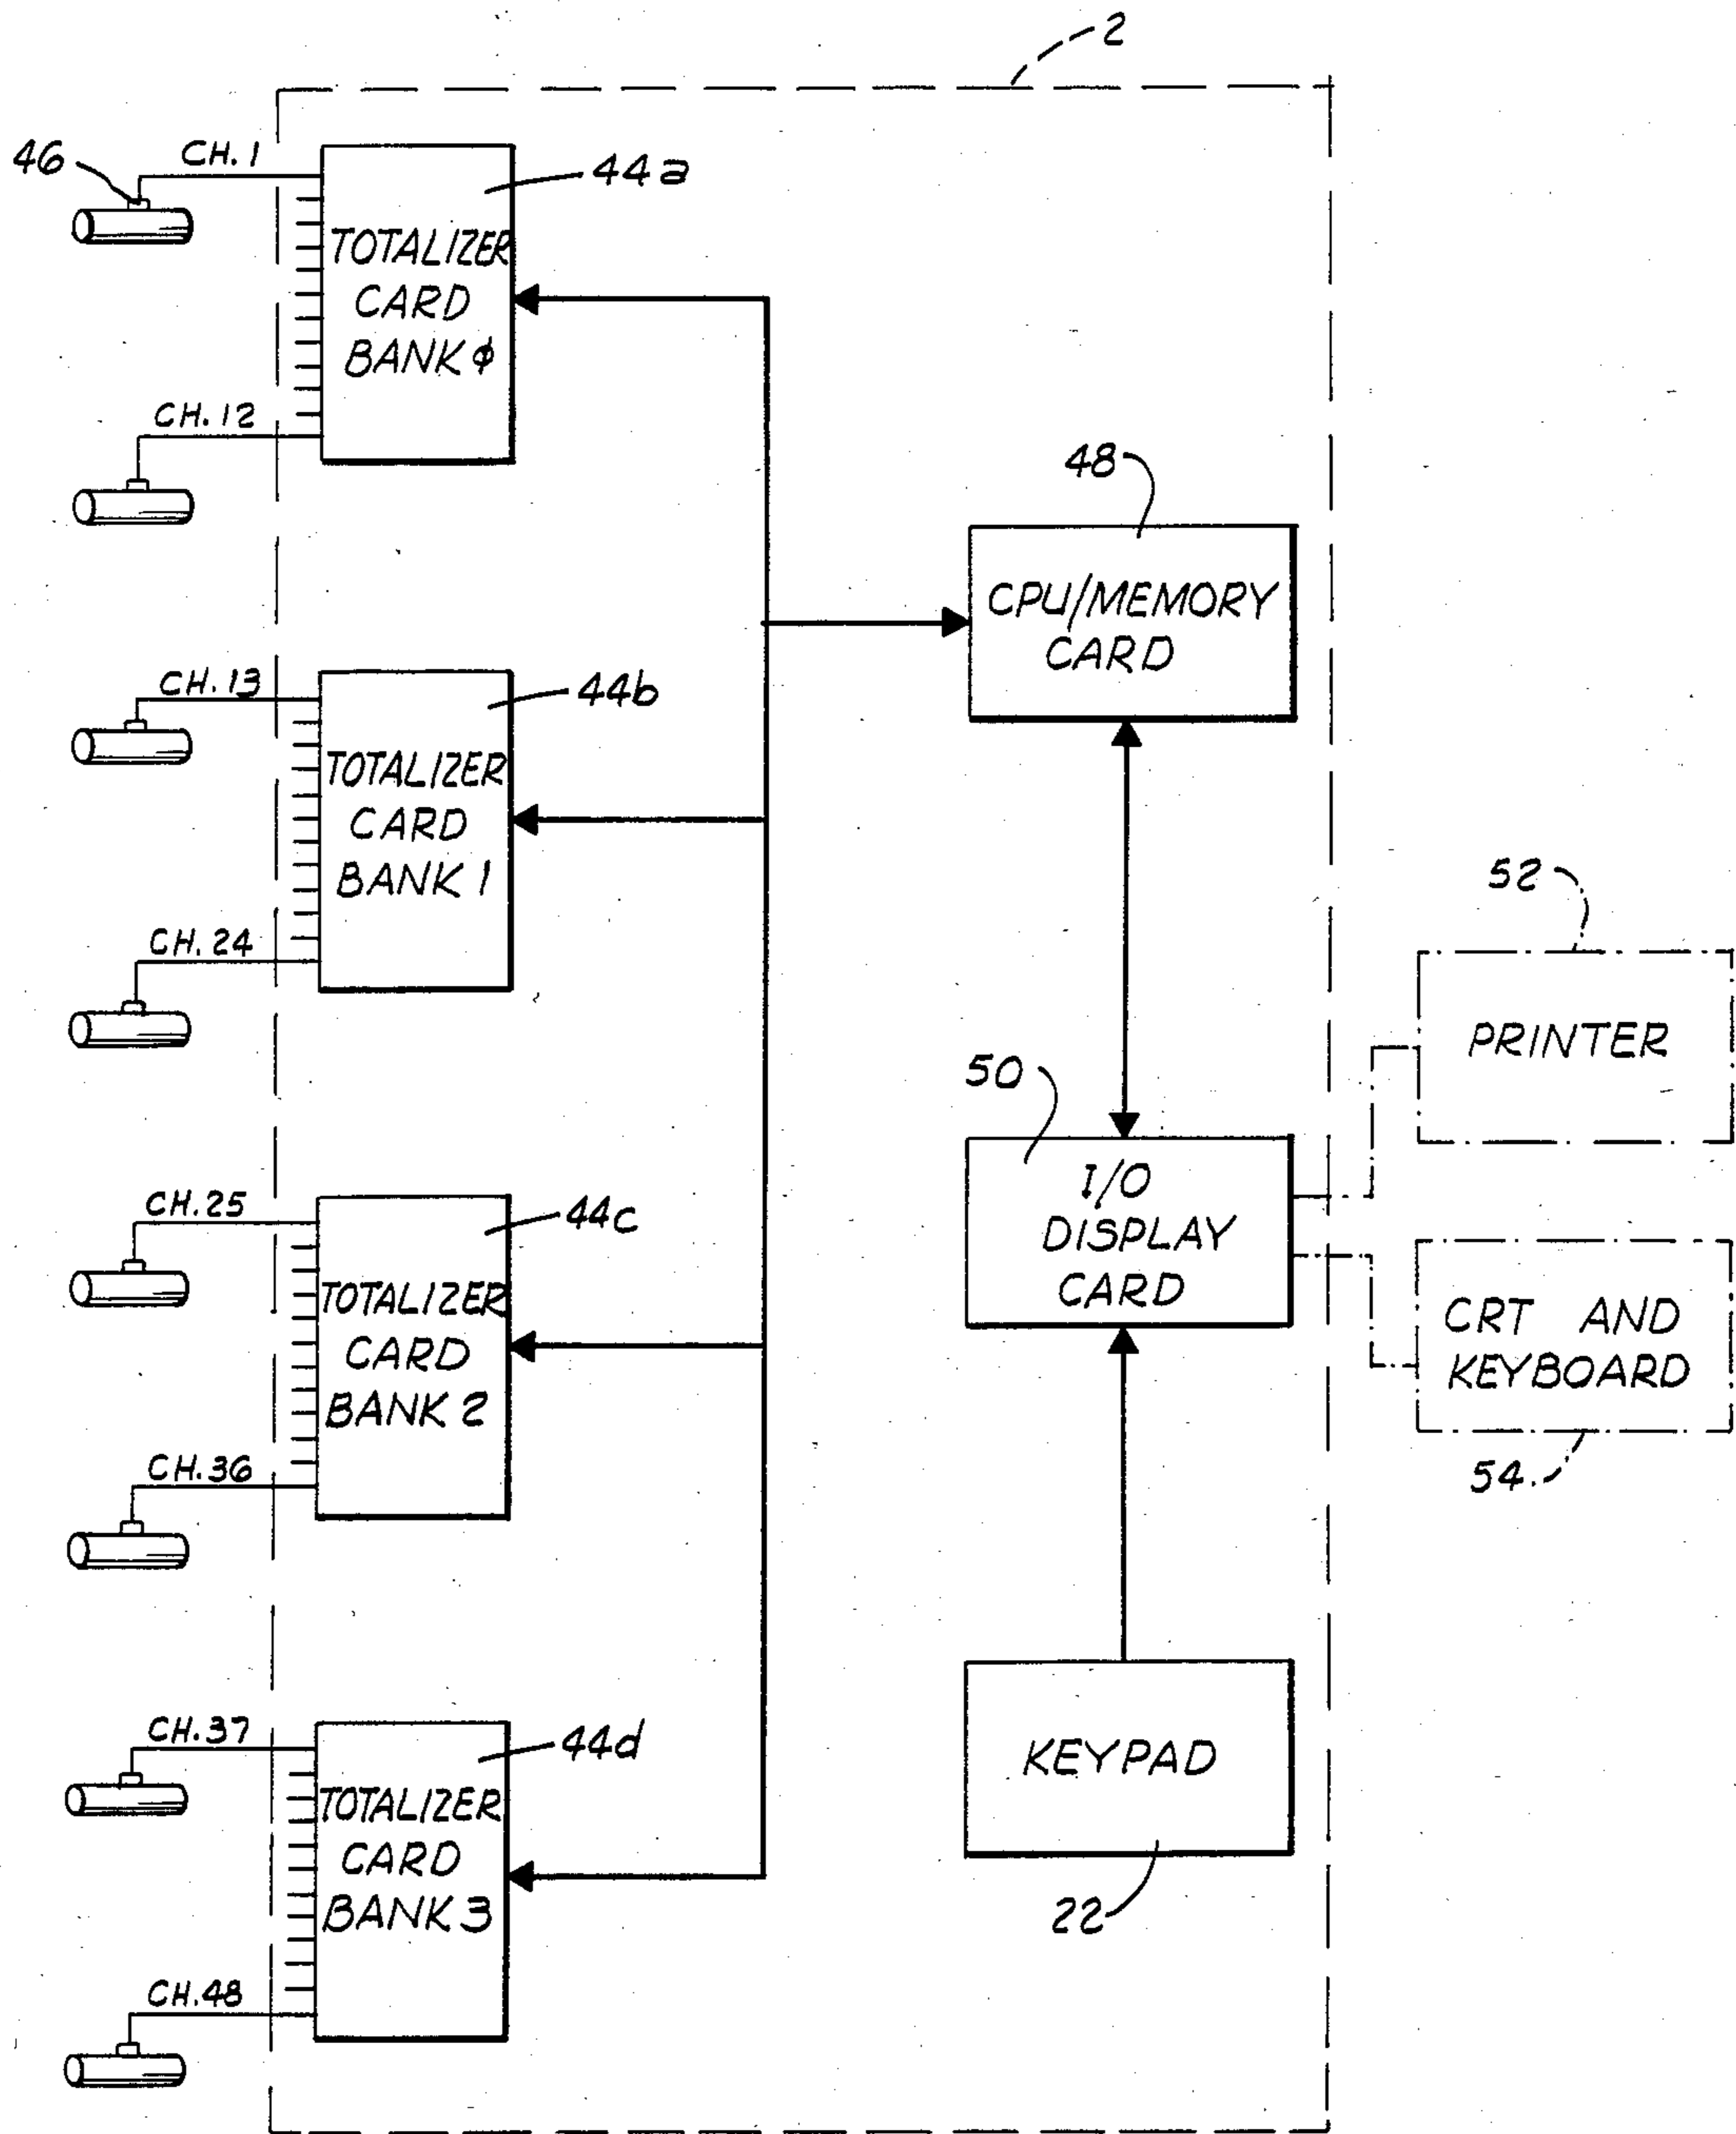 2
46
CH. 1
44a
TOTALIZER
CARD
BANK φ
CH. 12
48
CPU/MEMORY
CARD
CH. 13
44b
TOTALIZER
CARD
BANK 1
CH. 24
52
PRINTER
50
I/O
DISPLAY
CARD
CH. 25
44c
TOTALIZER
CARD
BANK 2
CH. 36
CRT AND
KEYBOARD
54
CH. 37
44d
TOTALIZER
CARD
BANK 3
CH. 48
KEYPAD
22